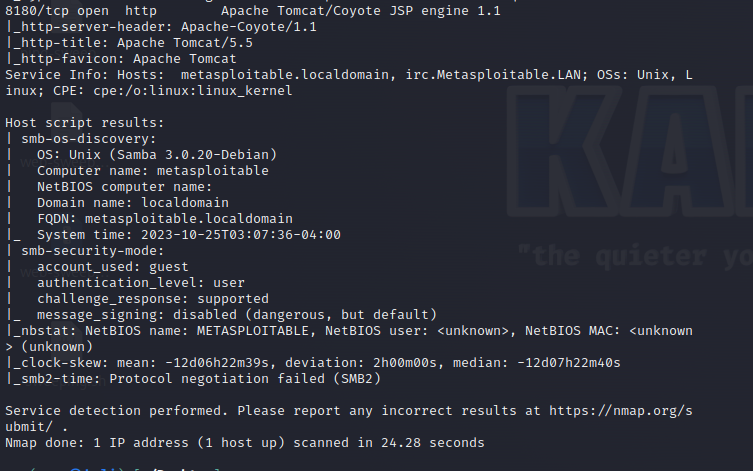 8180/tcp open  http        Apache Tomcat/Coyote JSP engine 1.1
|_http-server-header: Apache-Coyote/1.1
|_http-title: Apache Tomcat/5.5
|_http-favicon: Apache Tomcat
Service Info: Hosts:  metasploitable.localdomain, irc.Metasploitable.LAN; OSs: Unix, L
inux; CPE: cpe:/o:linux:linux_kernel

Host script results:
| smb-os-discovery:
|   OS: Unix (Samba 3.0.20-Debian)
|   Computer name: metasploitable
|   NetBIOS computer name:
|   Domain name: localdomain
|   FQDN: metasploitable.localdomain
|_  System time: 2023-10-25T03:07:36-04:00
| smb-security-mode:
|   account_used: guest
|   authentication_level: user
|   challenge_response: supported
|_  message_signing: disabled (dangerous, but default)
|_nbstat: NetBIOS name: METASPLOITABLE, NetBIOS user: <unknown>, NetBIOS MAC: <unknown
> (unknown)
|_clock-skew: mean: -12d06h22m39s, deviation: 2h00m00s, median: -12d07h22m40s
|_smb2-time: Protocol negotiation failed (SMB2)

Service detection performed. Please report any incorrect results at https://nmap.org/s
ubmit/ .
Nmap done: 1 IP address (1 host up) scanned in 24.28 seconds
KA
"the quieter yo